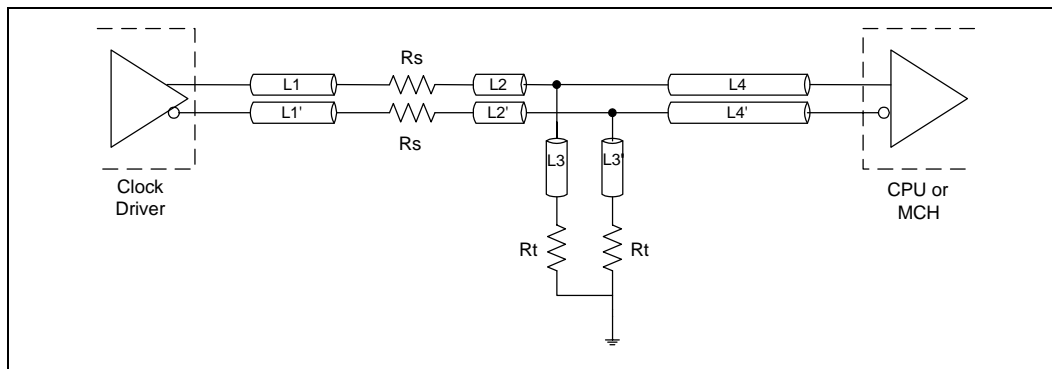 Rs
L1
L2
L4
L1'
L2'
L4'
Rs
L3
L3'
Clock
Driver
CPU or
MCH
Rt
Rt